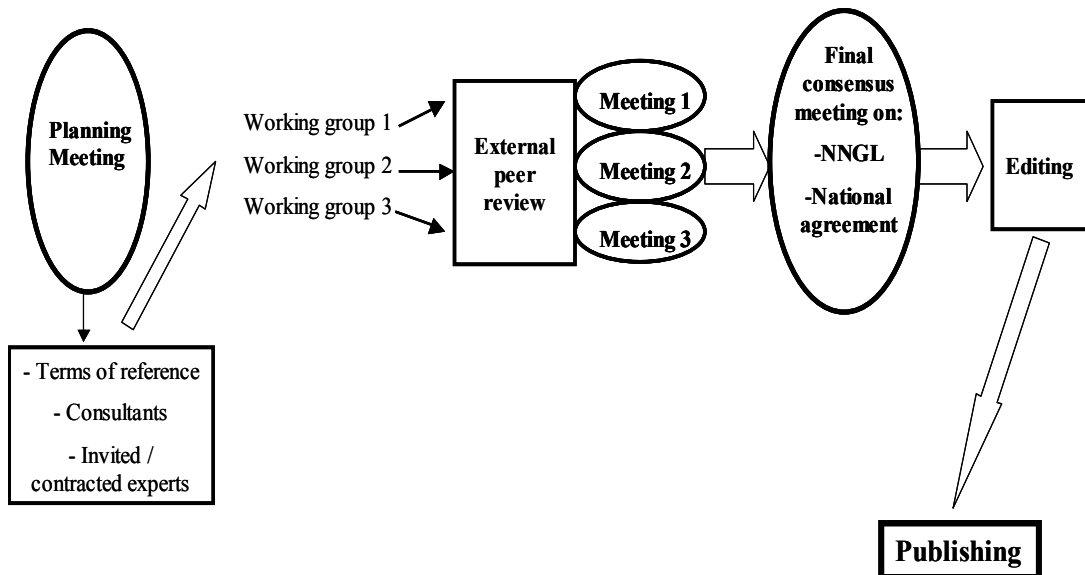 Planning
Meeting
- Terms of reference
- Consultants
- Invited /
contracted experts
Working group 1
Working group 2
Working group 3
External
peer
review
Meeting 1
Meeting 2
Meeting 3
Final
consensus
meeting on:
-NNGL
-National
agreement
Editing
Publishing